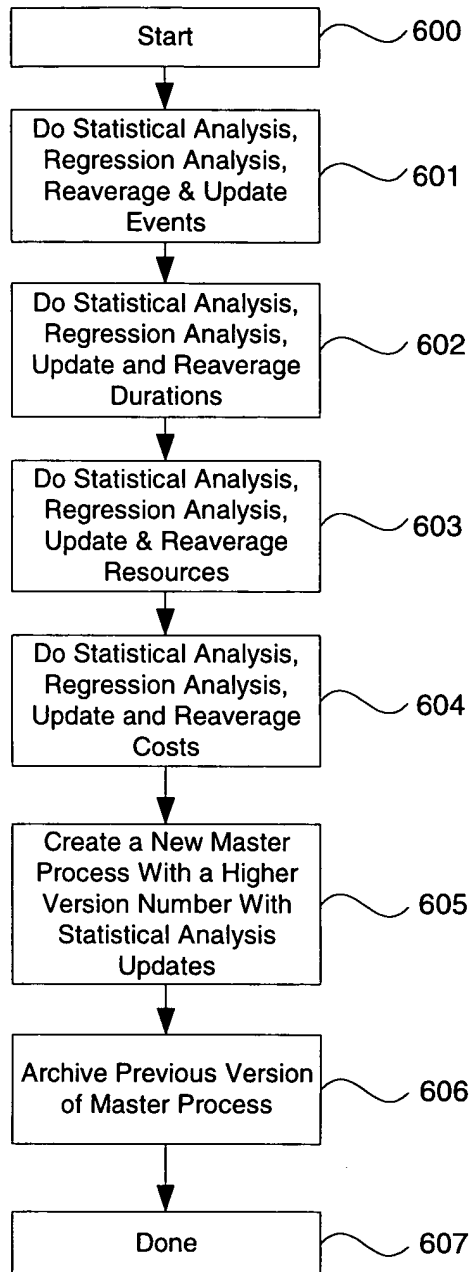 Start
600
Do Statistical Analysis,
Regression Analysis,
Reaverage & Update
Events
601
Do Statistical Analysis,
Regression Analysis,
Update and Reaverage
Durations
602
Do Statistical Analysis,
Regression Analysis,
Update & Reaverage
Resources
603
Do Statistical Analysis,
Regression Analysis,
Update and Reaverage
Costs
604
Create a New Master
Process With a Higher
Version Number With
Statistical Analysis
Updates
605
Archive Previous Version
of Master Process
606
Done
607